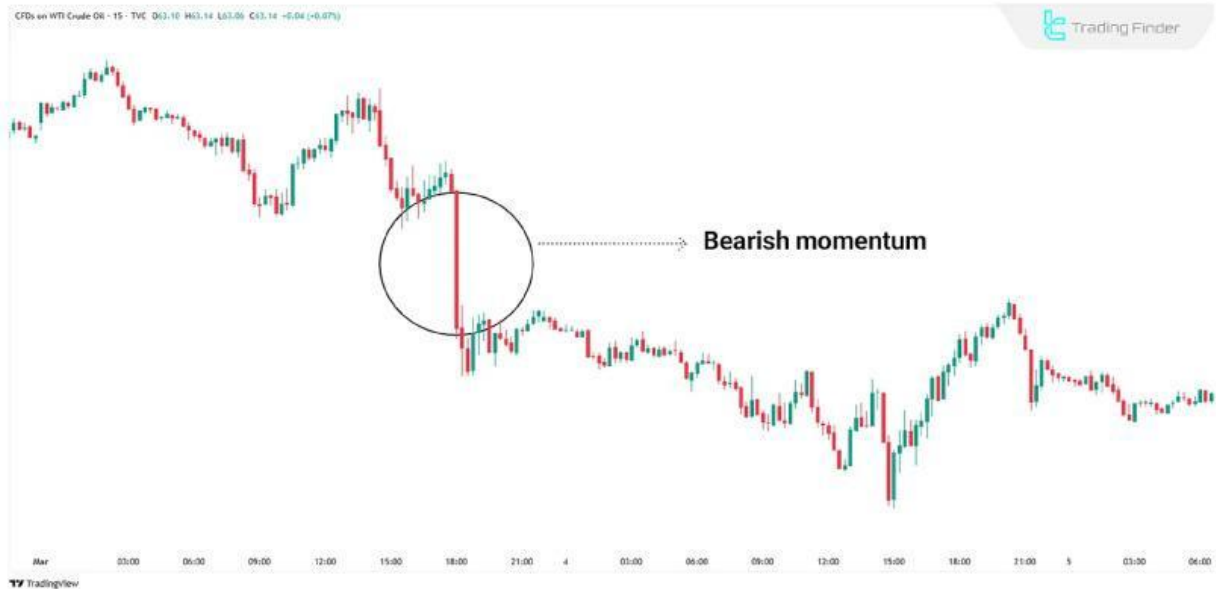 CFDs on WTI Crude Oil · 15 · TVC O63.10 H63.14 L63.06 C63.14 +0.04 (+0.07%)
Trading Finder
Bearish momentum
Mar 03:00 09:00 12:00 15:00 18:00 21:00 4 03:00 06:00 09:00 12:00 15:00 18:00 21:00 5 03:00 06:00
TradingView